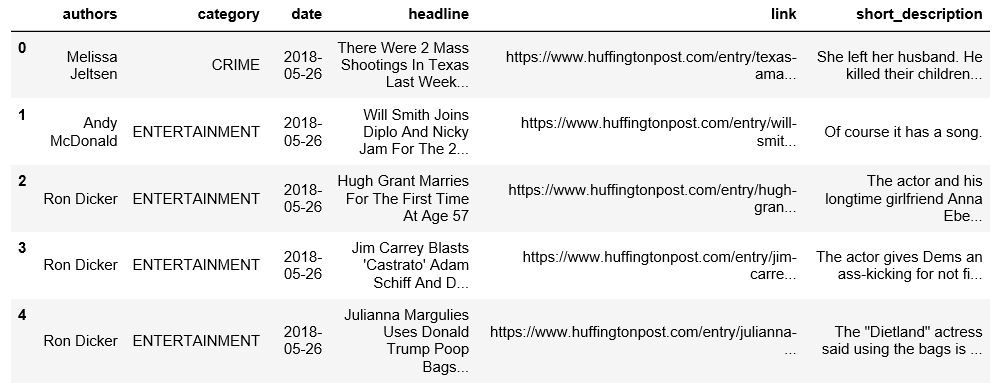 authors category date headline link short_description
0 Melissa Jeltsen CRIME 2018-05-26 There Were 2 Mass Shootings In Texas Last Week... https://www.huffingtonpost.com/entry/texas-ama... She left her husband. He killed their children...
1 Andy McDonald ENTERTAINMENT 2018-05-26 Will Smith Joins Diplo And Nicky Jam For The 2... https://www.huffingtonpost.com/entry/will-smit... Of course it has a song.
2 Ron Dicker ENTERTAINMENT 2018-05-26 Hugh Grant Marries For The First Time At Age 57 https://www.huffingtonpost.com/entry/hugh-gran... The actor and his longtime girlfriend Anna Ebe...
3 Ron Dicker ENTERTAINMENT 2018-05-26 Jim Carrey Blasts 'Castrato' Adam Schiff And D... https://www.huffingtonpost.com/entry/jim-carre... The actor gives Dems an ass-kicking for not fi...
4 Ron Dicker ENTERTAINMENT 2018-05-26 Julianna Margulies Uses Donald Trump Poop Bags... https://www.huffingtonpost.com/entry/julianna-... The "Dietland" actress said using the bags is ...